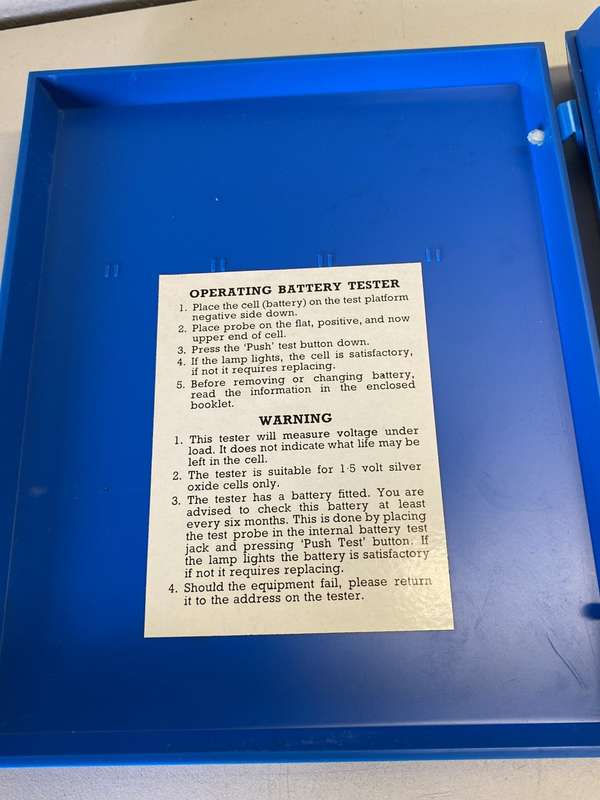 OPERATING BATTERY TESTER
1. Place the cell (battery) on the test platform
negative side down.
2. Place probe on the flat, positive, and now
upper end of cell.
3. Press the 'Push' test button down.
4. If the lamp lights, the cell is satisfactory,
if not it requires replacing.
5. Before removing or changing battery,
read the information in the enclosed
booklet.
WARNING
1. This tester will measure voltage under
load. It does not indicate what life may be
left in the cell.
2. The tester is suitable for 1·5 volt silver
oxide cells only.
3. The tester has a battery fitted. You are
advised to check this battery at least
every six months. This is done by placing
the test probe in the internal battery test
jack and pressing 'Push Test' button. If
the lamp lights the battery is satisfactory
if not it requires replacing.
4. Should the equipment fail, please return
it to the address on the tester.